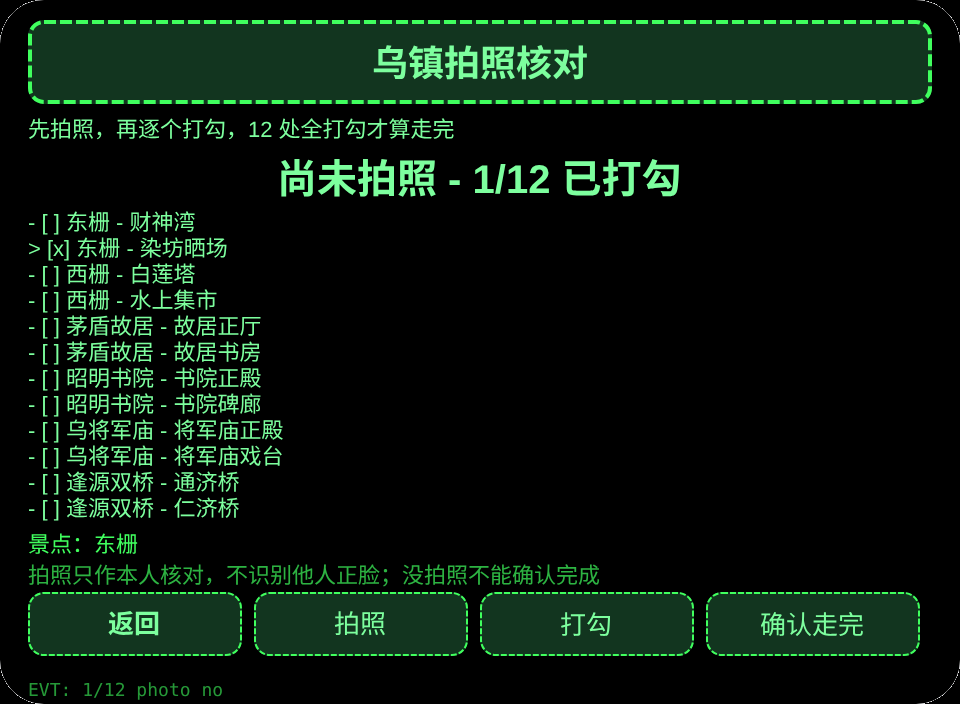 乌镇拍照核对
先拍照，再逐个打勾，12 处全打勾才算走完
尚未拍照 - 1/12 已打勾
- [ ] 东栅 - 财神湾
> [x] 东栅 - 染坊晒场
- [ ] 西栅 - 白莲塔
- [ ] 西栅 - 水上集市
- [ ] 茅盾故居 - 故居正厅
- [ ] 茅盾故居 - 故居书房
- [ ] 昭明书院 - 书院正殿
- [ ] 昭明书院 - 书院碑廊
- [ ] 乌将军庙 - 将军庙正殿
- [ ] 乌将军庙 - 将军庙戏台
- [ ] 逢源双桥 - 通济桥
- [ ] 逢源双桥 - 仁济桥
景点：东栅
拍照只作本人核对，不识别他人正脸；没拍照不能确认完成
返回 拍照 打勾 确认走完
EVT: 1/12 photo no